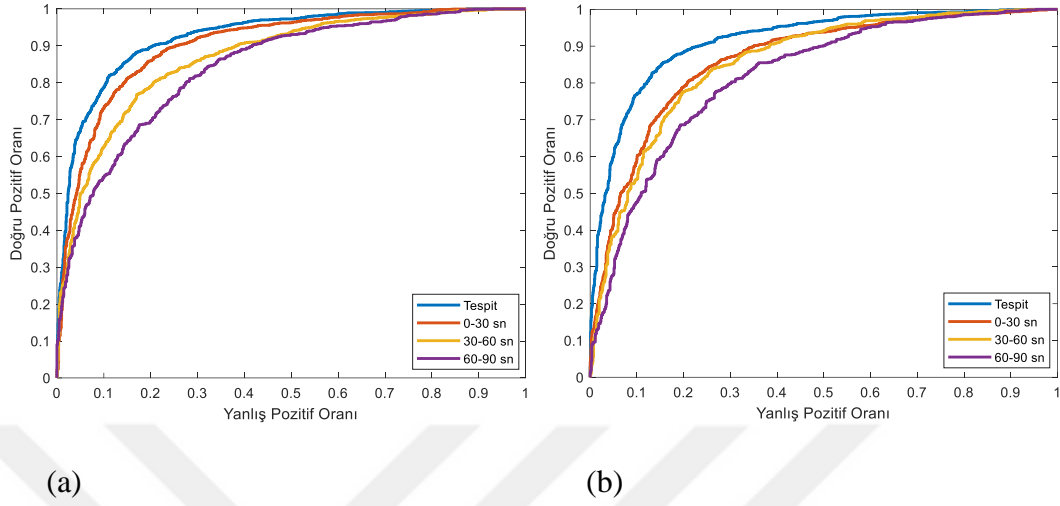 1
0.9
0.8
0.7
0.6
0.5
0.4
0.3
0.2
0.1
0
Doğru Pozitif Oranı
Tespit
0-30 sn
30-60 sn
60-90 sn
0 0.1 0.2 0.3 0.4 0.5 0.6 0.7 0.8 0.9 1
Yanlış Pozitif Oranı
(a)
1
0.9
0.8
0.7
0.6
0.5
0.4
0.3
0.2
0.1
0
Doğru Pozitif Oranı
Tespit
0-30 sn
30-60 sn
60-90 sn
0 0.1 0.2 0.3 0.4 0.5 0.6 0.7 0.8 0.9 1
Yanlış Pozitif Oranı
(b)